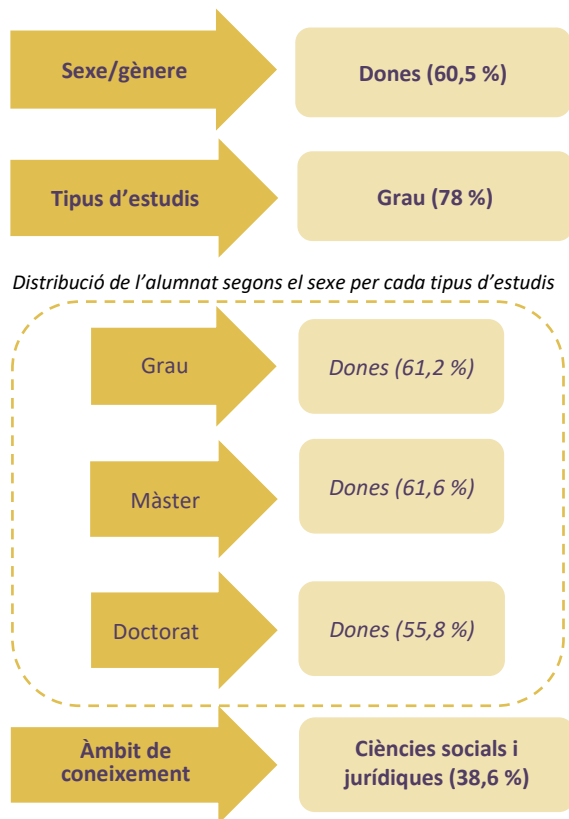 Sexe/gènere
Dones (60,5 %)
Tipus d’estudis
Grau (78 %)
Distribució de l’alumnat segons el sexe per cada tipus d’estudis
Grau
Dones (61,2 %)
Màster
Dones (61,6 %)
Doctorat
Dones (55,8 %)
Àmbit de
coneixement
Ciències socials i
jurídiques (38,6 %)